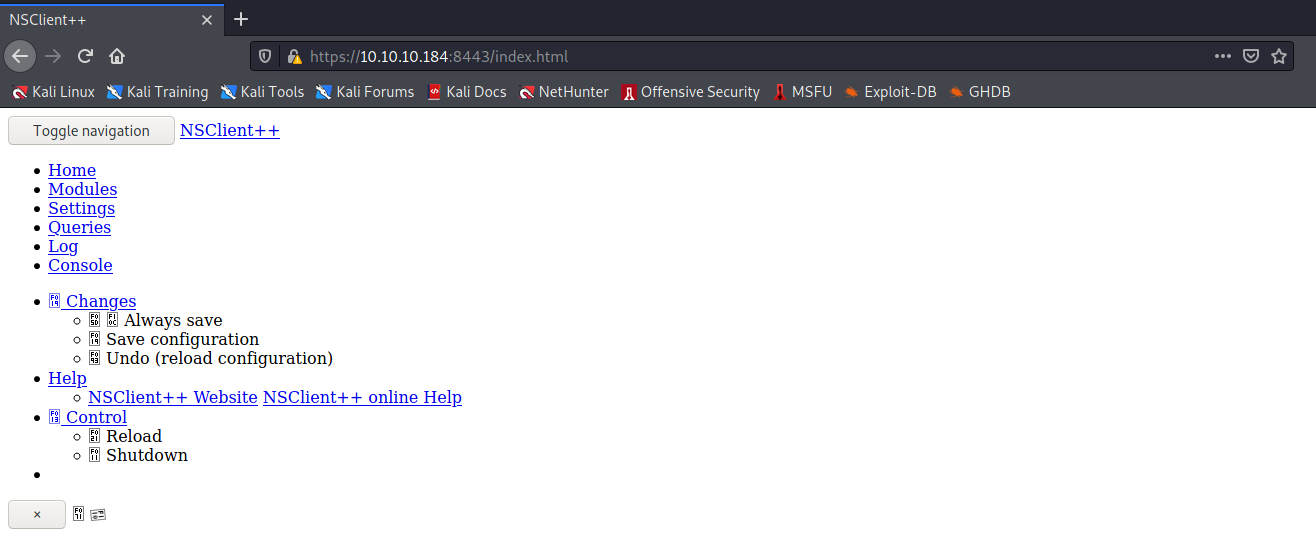 NSClient++
https://10.10.10.184:8443/index.html
Kali Linux Kali Training Kali Tools Kali Forums Kali Docs NetHunter Offensive Security MSFU Exploit-DB GHDB
Toggle navigation NSClient++
Home
Modules
Settings
Queries
Log
Console
Changes
Always save
Save configuration
Undo (reload configuration)
Help
NSClient++ Website NSClient++ online Help
Control
Reload
Shutdown
×